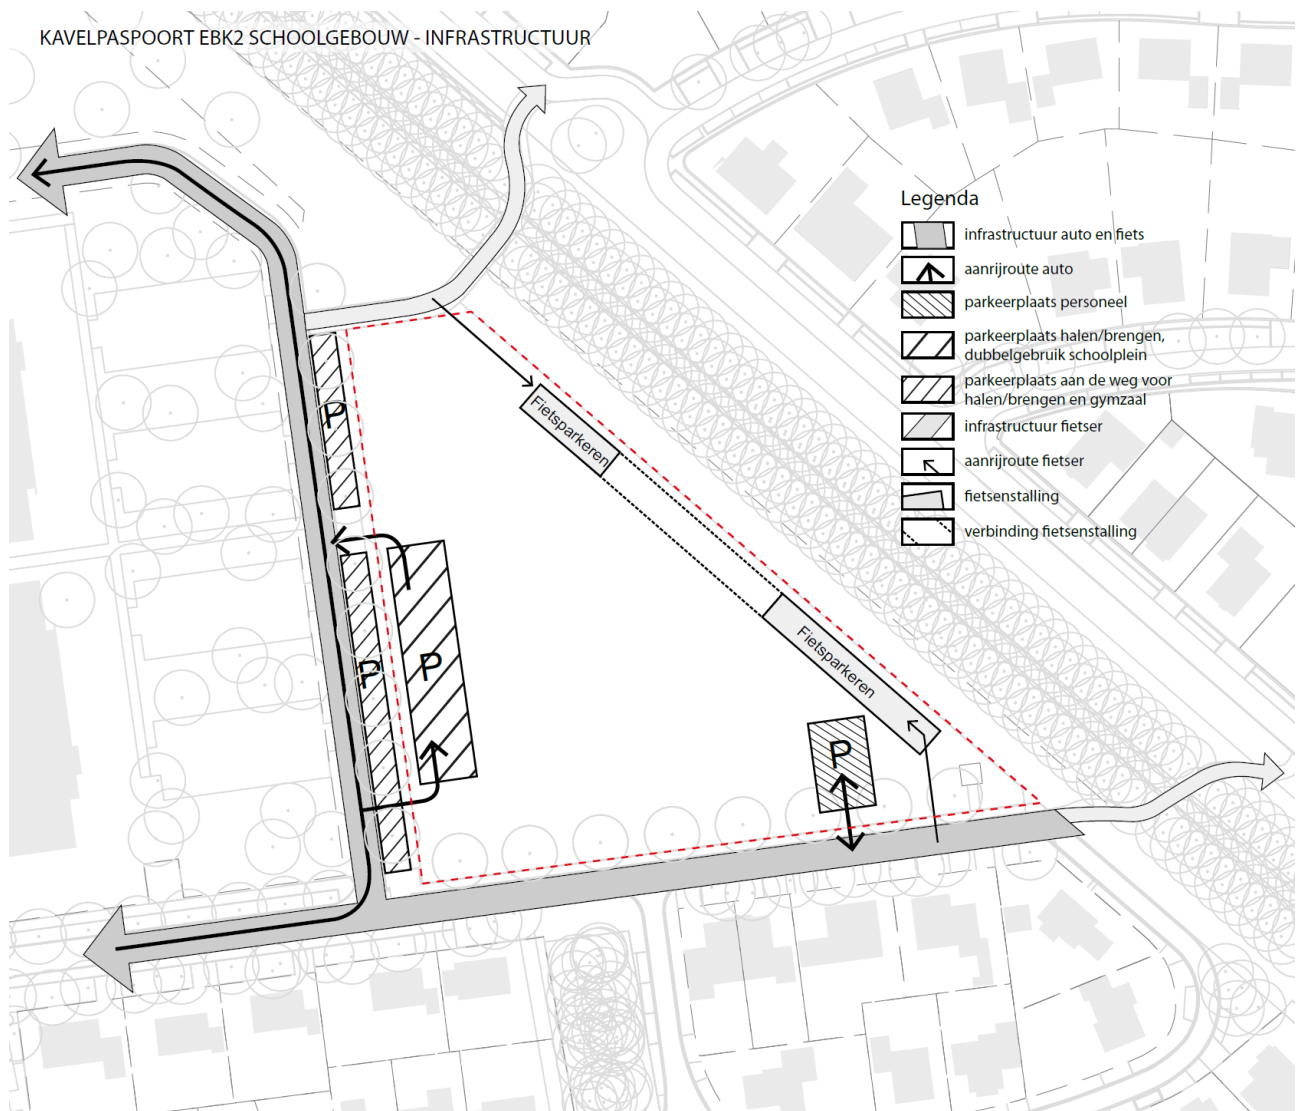 KAVELPASPOORT EBK2 SCHOOLGEBOUW - INFRASTRUCTUUR
Legenda
infrastructuur auto en fiets
aanrijroute auto
parkeerplaats personeel
parkeerplaats halen/brengen,
dubbelgebruik schoolplein
parkeerplaats aan de weg voor
halen/brengen en gymzaal
infrastructuur fietser
aanrijroute fietser
fietsenstalling
verbinding fietsenstalling
Fietsparkeren
P
Fietsparkeren
P
P
P